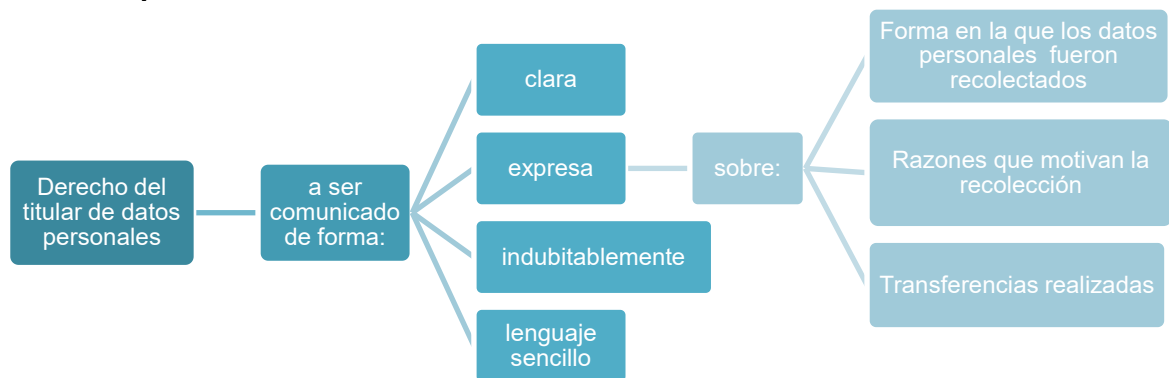 Derecho del
titular de datos
personales
a ser
comunicado
de forma:
clara
expresa
indubitablemente
lenguaje
sencillo
sobre:
Forma en la que los datos
personales fueron
recolectados
Razones que motivan la
recolección
Transferencias realizadas